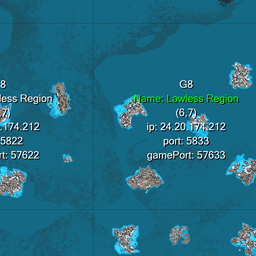 8
less Region
,7)
.174.212
5822
rt: 57622
G8
Name: Lawless Region
(6,7)
ip: 24.20.174.212
port: 5833
gamePort: 57633